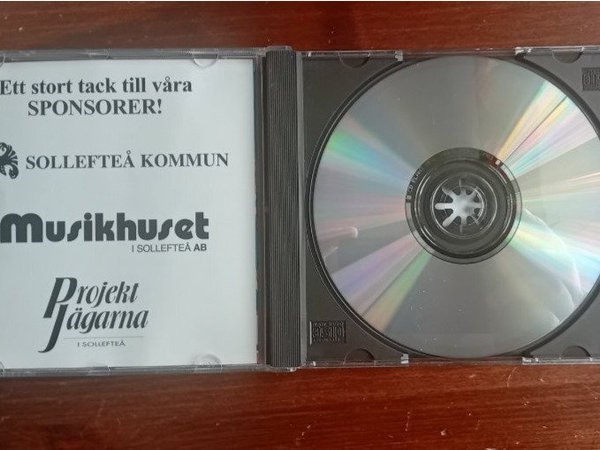 Ett stort tack till våra
SPONSORER!
SOLLEFTEÅ KOMMUN
Musikhuset
I SOLLEFTEÅ AB
Projekt
Jägarna
I SOLLEFTEÅ